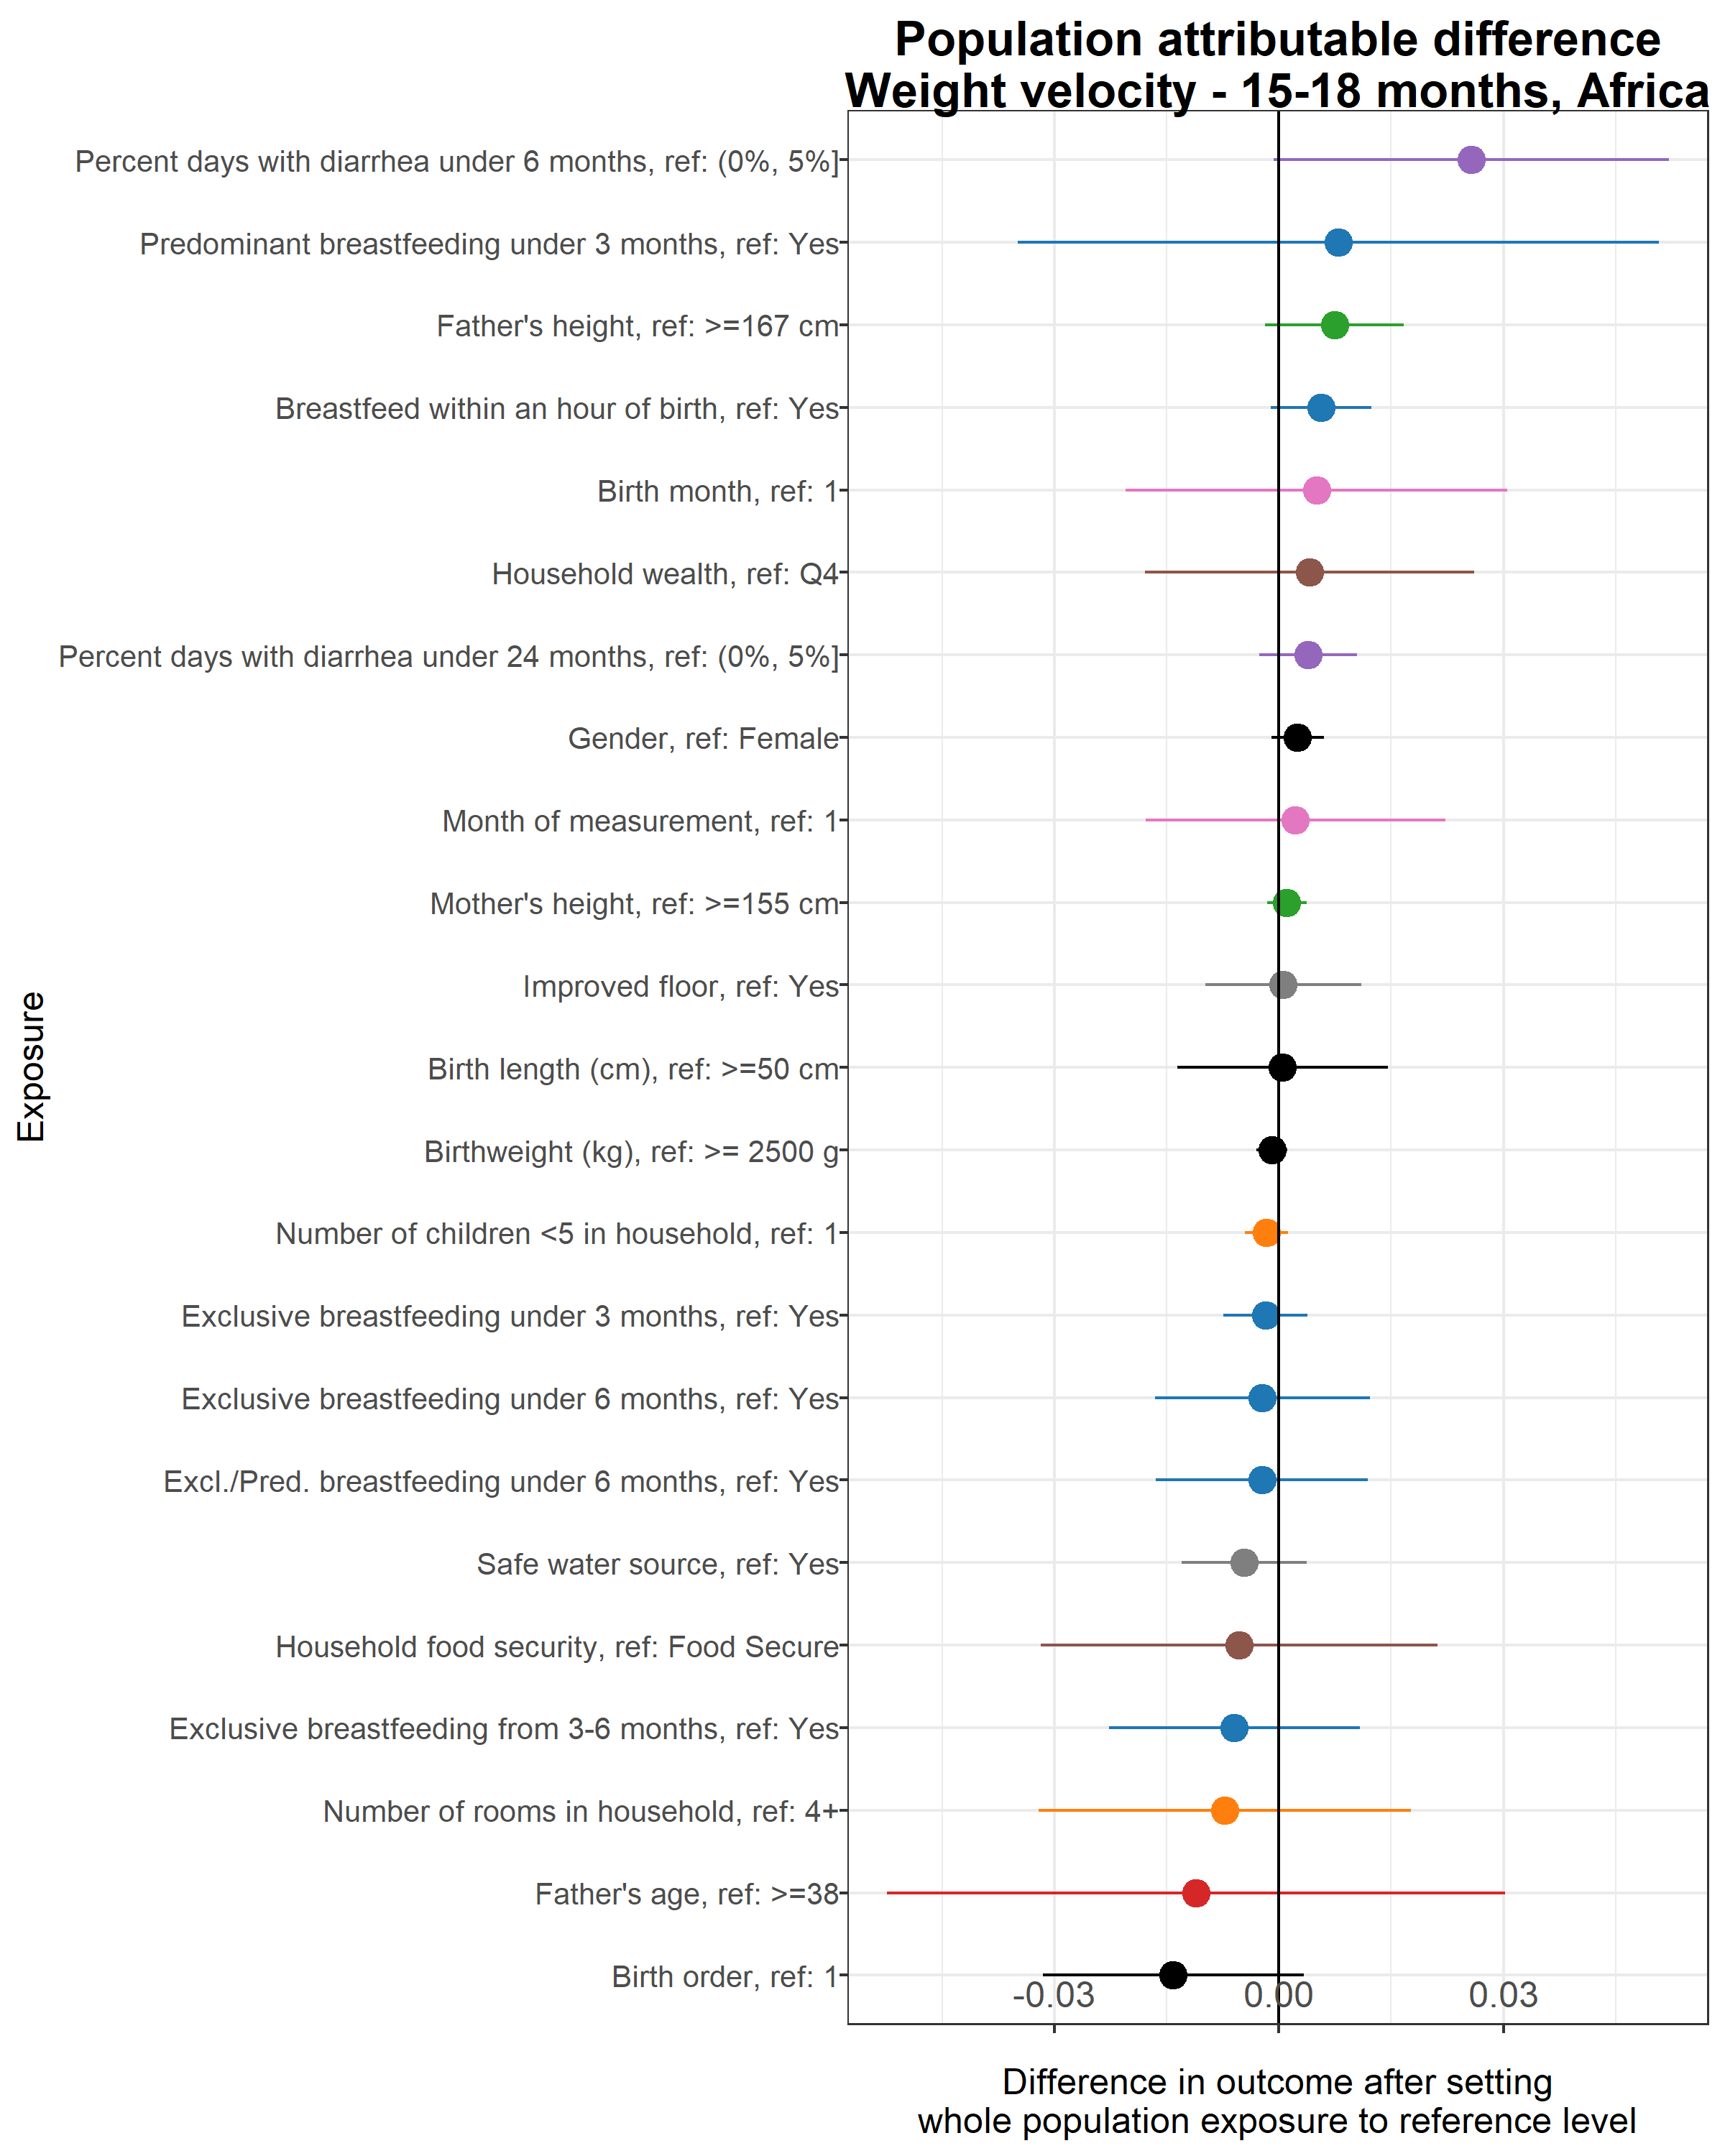 Population attributable difference
Weight velocity - 15-18 months, Africa
Percent days with diarrhea under 6 months, ref: (0%, 5%]
Predominant breastfeeding under 3 months, ref: Yes
Father's height, ref: >=167 cm
Breastfeed within an hour of birth, ref: Yes
Birth month, ref: 1
Household wealth, ref: Q4
Percent days with diarrhea under 24 months, ref: (0%, 5%]
Gender, ref: Female
Month of measurement, ref: 1
Mother's height, ref: >=155 cm
Improved floor, ref: Yes
Birth length (cm), ref: >=50 cm
Birthweight (kg), ref: >= 2500 g
Number of children <5 in household, ref: 1
Exclusive breastfeeding under 3 months, ref: Yes
Exclusive breastfeeding under 6 months, ref: Yes
Excl./Pred. breastfeeding under 6 months, ref: Yes
Safe water source, ref: Yes
Household food security, ref: Food Secure
Exclusive breastfeeding from 3-6 months, ref: Yes
Number of rooms in household, ref: 4+
Father's age, ref: >=38
Birth order, ref: 1
Exposure
-0.03 0.00 0.03
Difference in outcome after setting
whole population exposure to reference level